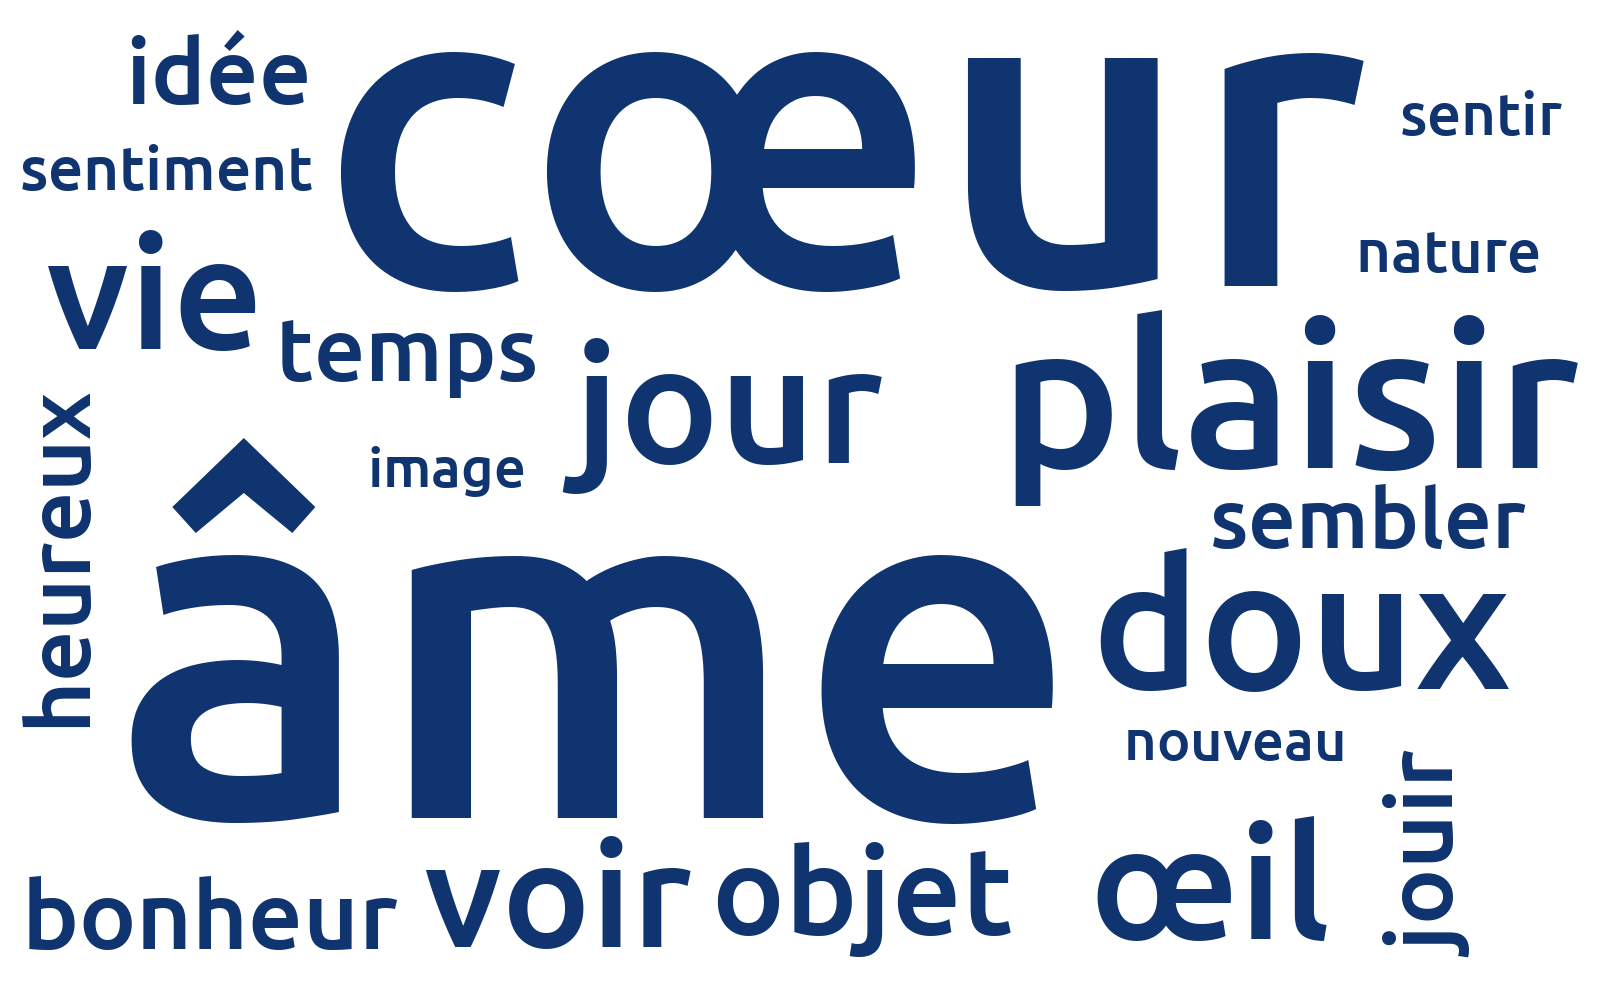 idée
cœur
sentir
sentiment
vie
nature
temps
jour
plaisir
heureux
image
sembler
âme
doux
nouveau
jouir
bonheur
voir
objet
œil